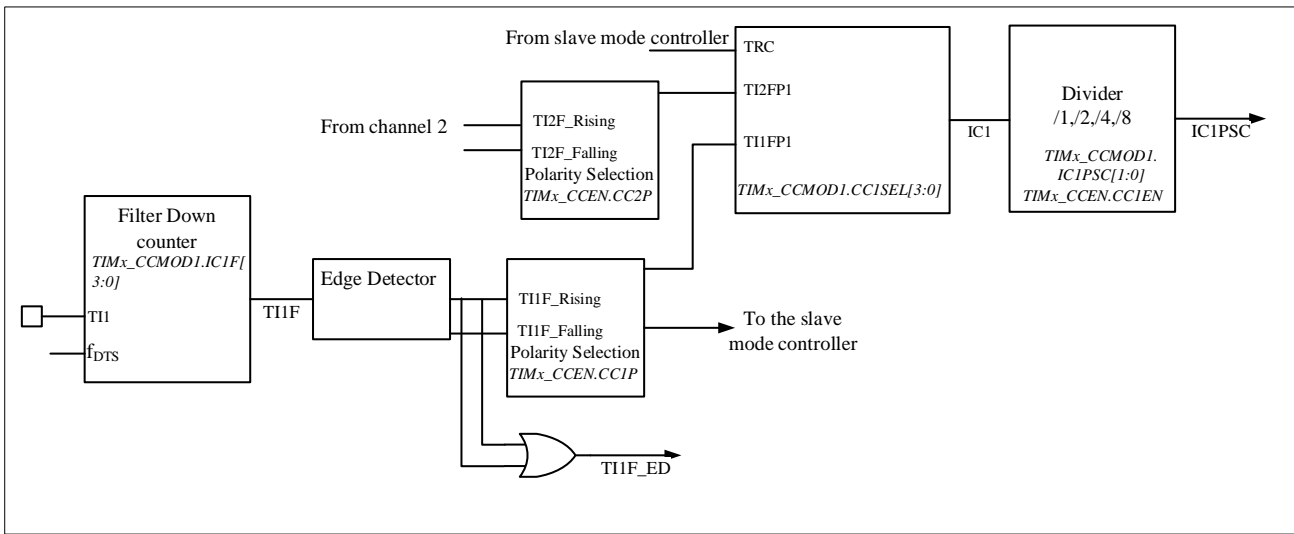 From slave mode controller
TRC
TI2FP1
TI1FP1
TIMx_CCMOD1.CC1SEL[3:0]
IC1
Divider
/1,/2,/4,/8
TIMx_CCMOD1.
IC1PSC[1:0]
TIMx_CCEN.CC1EN
IC1PSC
From channel 2
TI2F_Rising
TI2F_Falling
Polarity Selection
TIMx_CCEN.CC2P
Filter Down
counter
TIMx_CCMOD1.IC1F[
3:0]
TI1
fDTS
TI1F
Edge Detector
TI1F_Rising
TI1F_Falling
Polarity Selection
TIMx_CCEN.CC1P
To the slave
mode controller
TI1F_ED